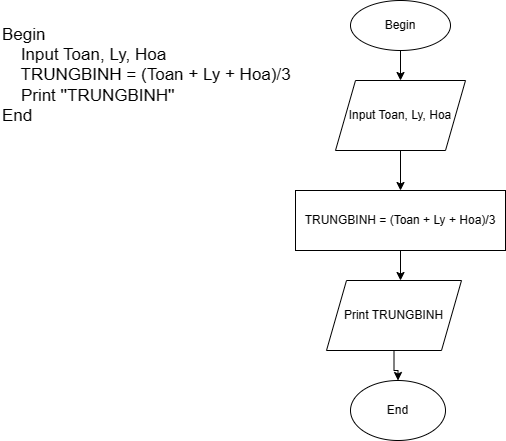 Begin
Input Toan, Ly, Hoa
TRUNGBINH = (Toan + Ly + Hoa)/3
Print "TRUNGBINH"
End
Begin
Input Toan, Ly, Hoa
TRUNGBINH = (Toan + Ly + Hoa)/3
Print TRUNGBINH
End